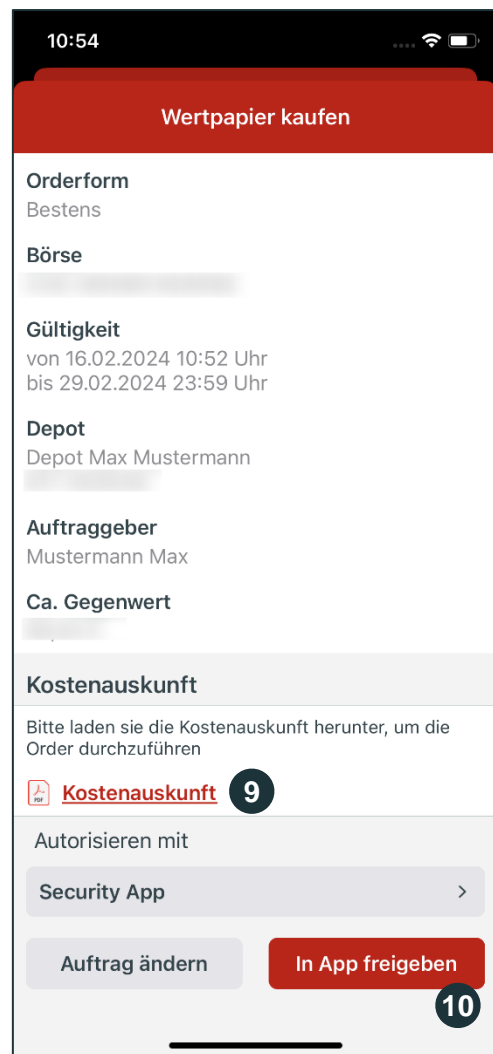 10:54
Wertpapier kaufen
Orderform
Bestens
Börse
Gültigkeit
von 16.02.2024 10:52 Uhr
bis 29.02.2024 23:59 Uhr
Depot
Depot Max Mustermann
Auftraggeber
Mustermann Max
Ca. Gegenwert
Kostenauskunft
Bitte laden sie die Kostenauskunft herunter, um die
Order durchzuführen
PDF Kostenauskunft 9
Autorisieren mit
Security App
Auftrag ändern In App freigeben
10